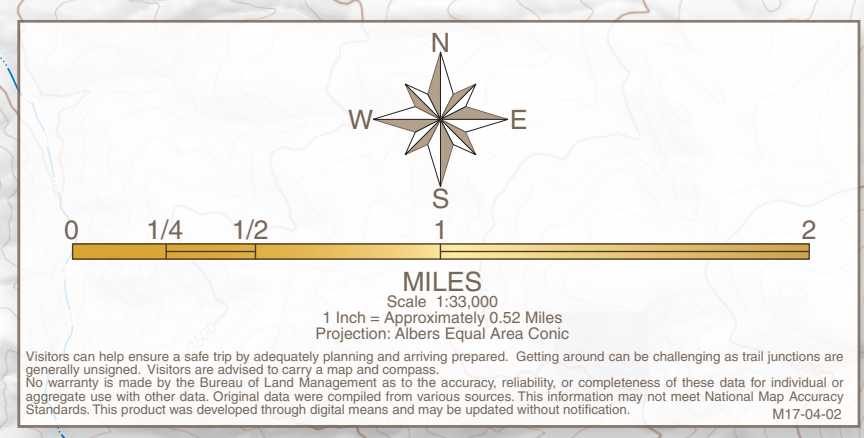 N
W E
S
0 1/4 1/2 1 2
MILES
Scale 1:33,000
1 Inch = Approximately 0.52 Miles
Projection: Albers Equal Area Conic
Visitors can help ensure a safe trip by adequately planning and arriving prepared. Getting around can be challenging as trail junctions are
generally unsigned. Visitors are advised to carry a map and compass.
No warranty is made by the Bureau of Land Management as to the accuracy, reliability, or completeness of these data for individual or
aggregate use with other data. Original data were compiled from various sources. This information may not meet National Map Accuracy
Standards. This product was developed through digital means and may be updated without notification.
M17-04-02